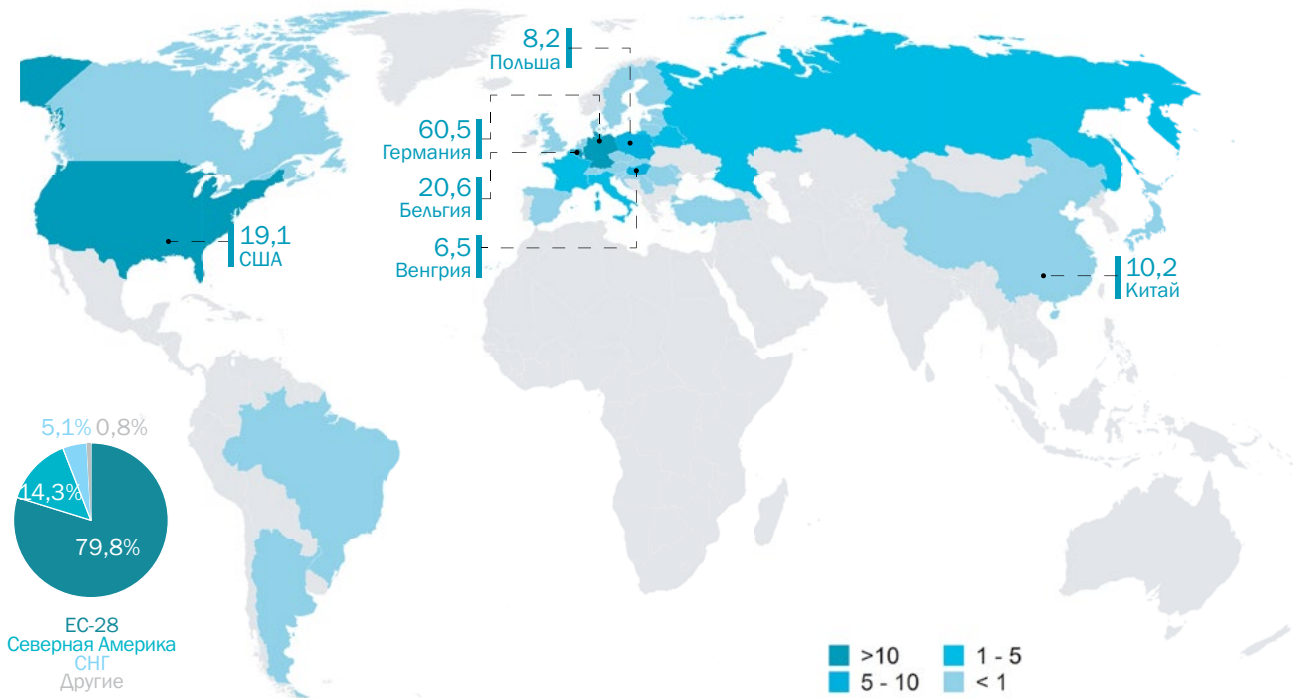 8,2
Польша
60,5
Германия
20,6
Бельгия
6,5
Венгрия
19,1
США
10,2
Китай
5,1% 0,8%
14,3%
79,8%
ЕС-28
Северная Америка
СНГ
Другие
>10
1 - 5
5 - 10
< 1